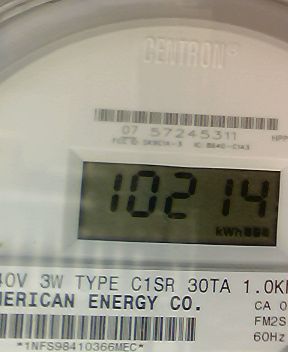 CENTRON®
07 57245311
10214
kWh
40V 3W TYPE C1SR 30TA 1.0K
MERICAN ENERGY CO.
CA 0
FM2S
60Hz
*1NFS98410366MEC*